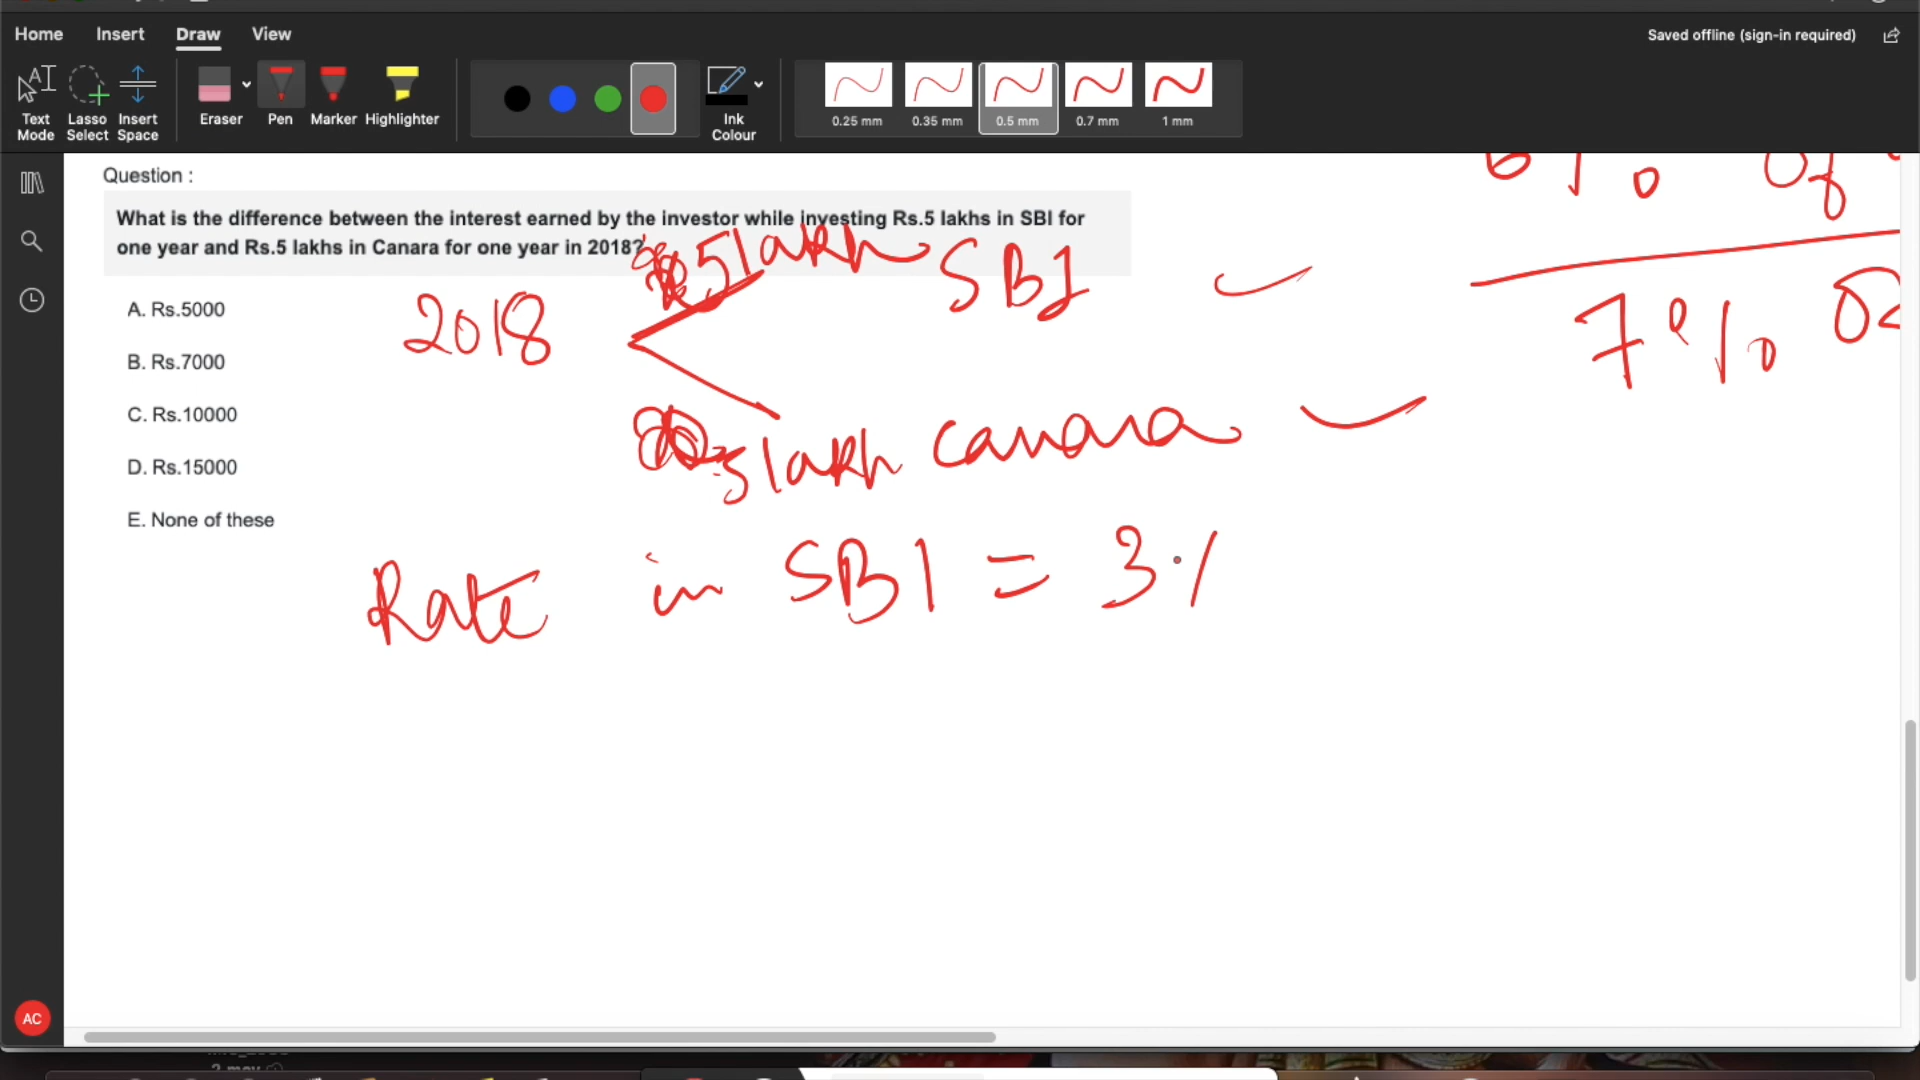 Home Insert Draw View
Saved offline (sign-in required)
Text Mode
Lasso Select
Insert Space
Eraser
Pen
Marker
Highlighter
Ink Colour
0.25 mm
0.35 mm
0.5 mm
0.7 mm
1 mm
Question :
What is the difference between the interest earned by the investor while investing Rs.5 lakhs in SBI for
one year and Rs.5 lakhs in Canara for one year in 2018?
A. Rs.5000
B. Rs.7000
C. Rs.10000
D. Rs.15000
E. None of these
2018
5 lakh SBI
5 lakh canara
Rate in SBI = 3%
7%
AC